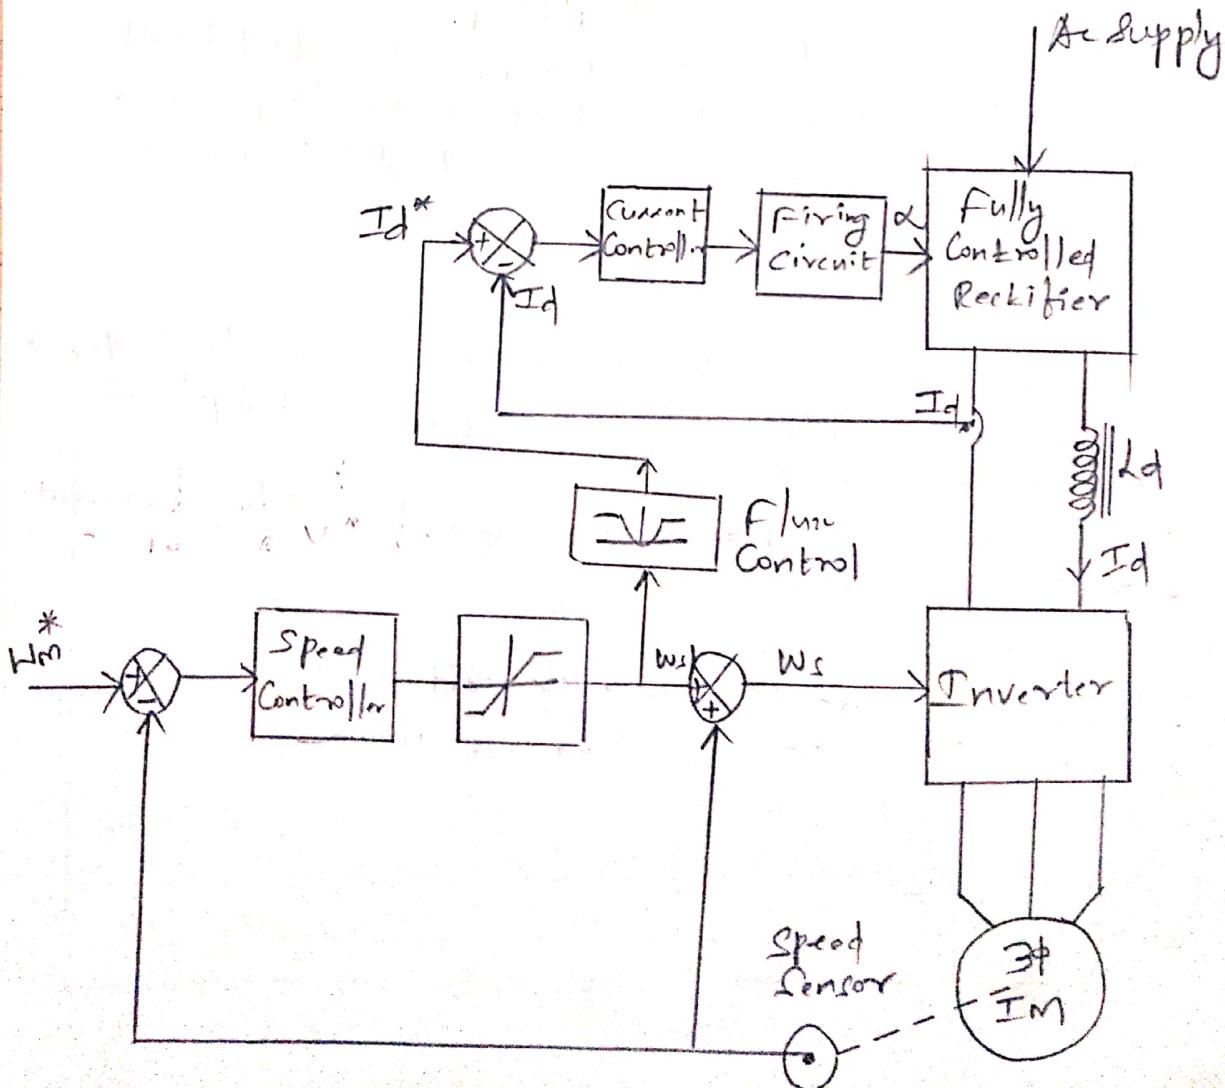 Ac Supply
Id*
+
-
Id
Current
Controller
Firing
Circuit
α
Fully
Controlled
Rectifier
Id
Ld
Id
Flux
Control
Wm*
+
-
Speed
Controller
Wsl
+
+
Ws
Inverter
Speed
Sensor
3Φ
IM